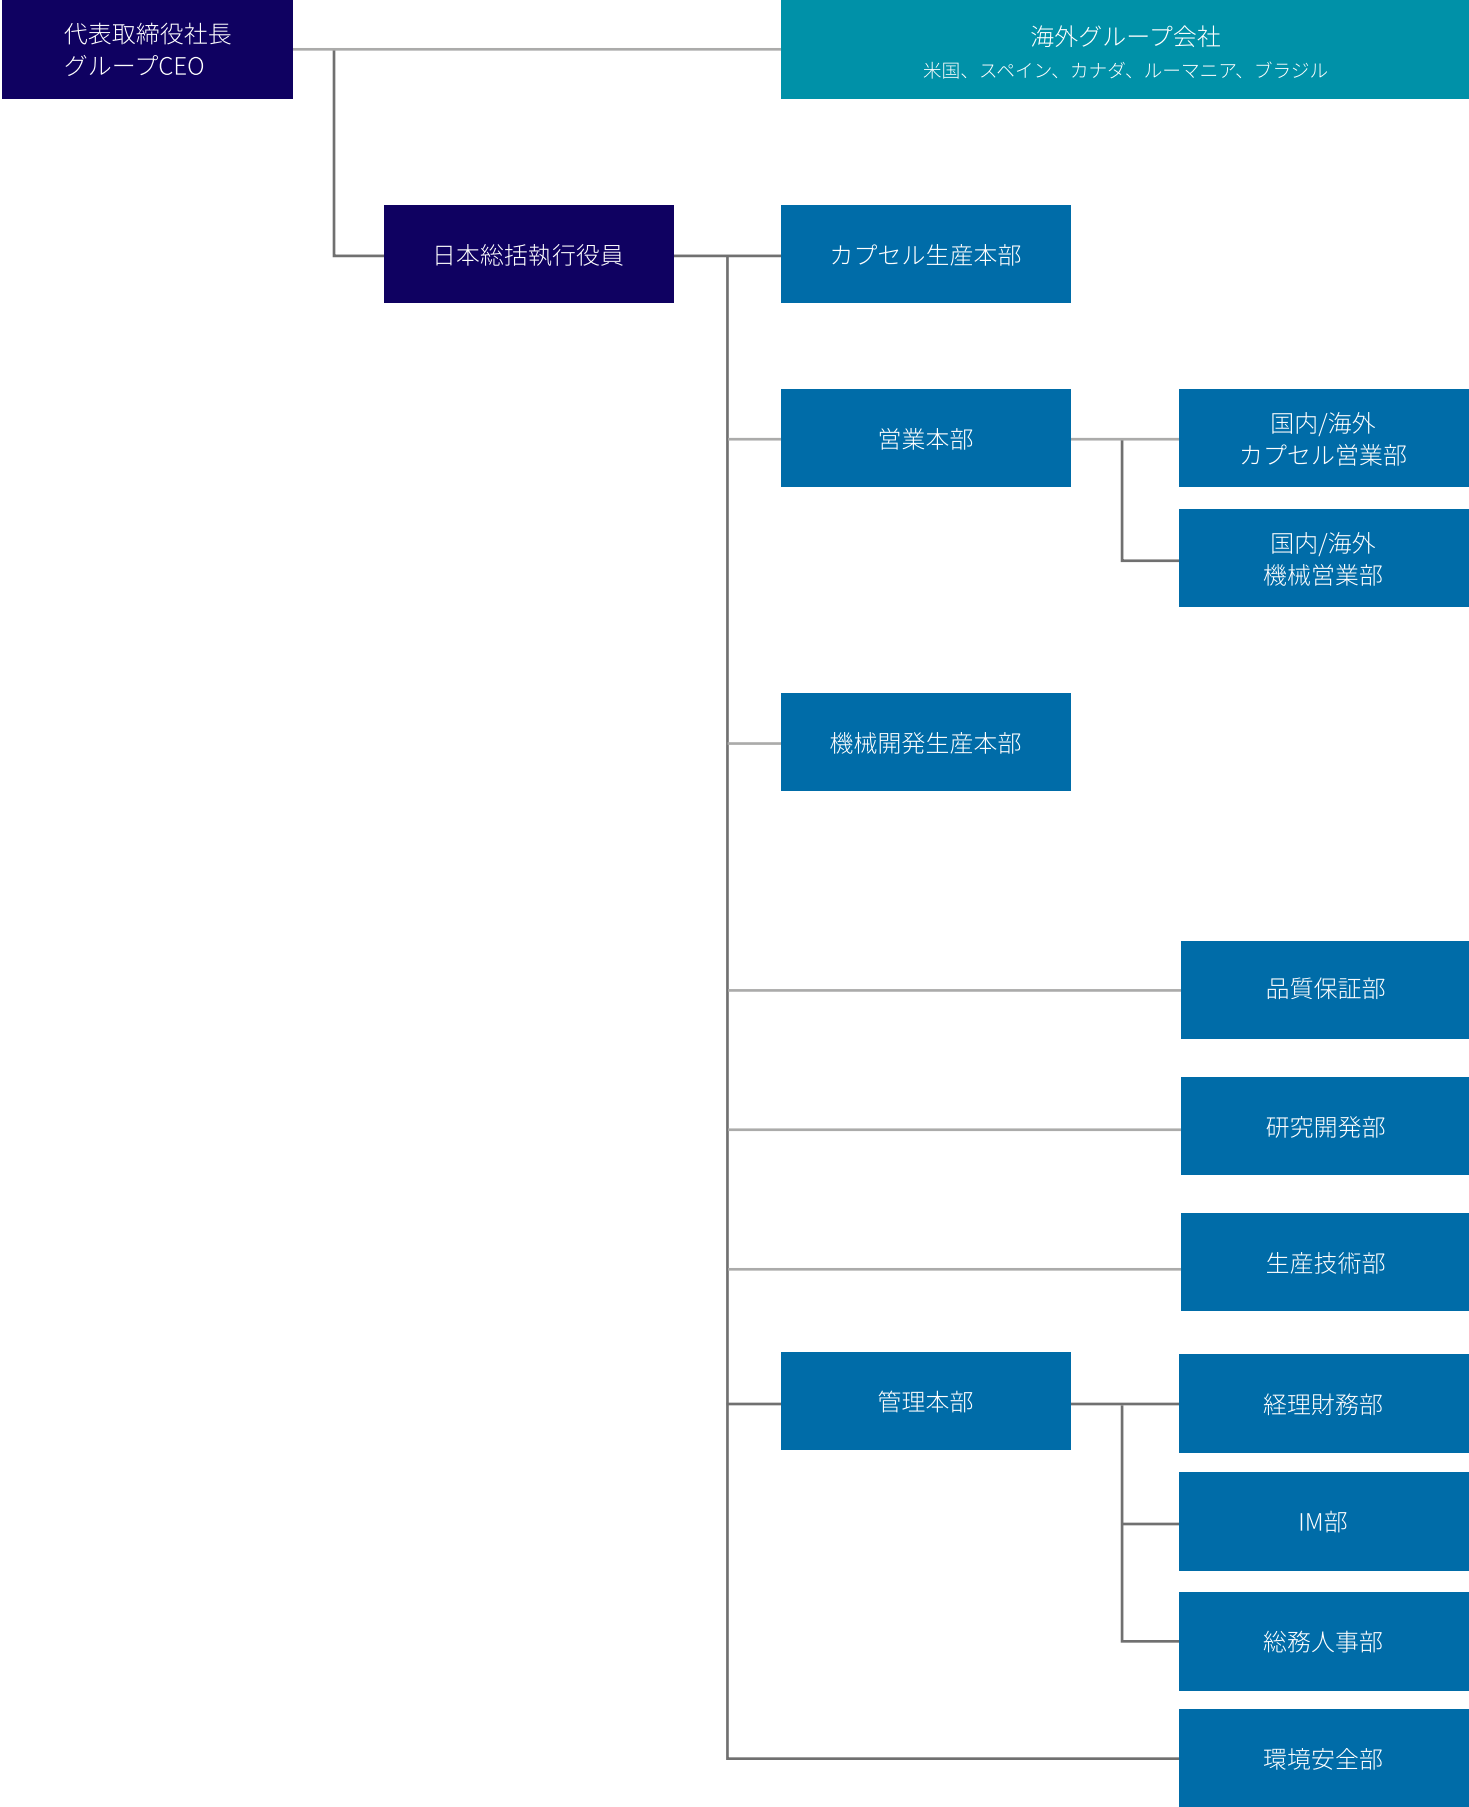 代表取締役社長
グループCEO
海外グループ会社
米国、スペイン、カナダ、ルーマニア、ブラジル
日本総括執行役員
カプセル生産本部
営業本部
国内/海外
カプセル営業部
国内/海外
機械営業部
機械開発生産本部
品質保証部
研究開発部
生産技術部
管理本部
経理財務部
IM部
総務人事部
環境安全部